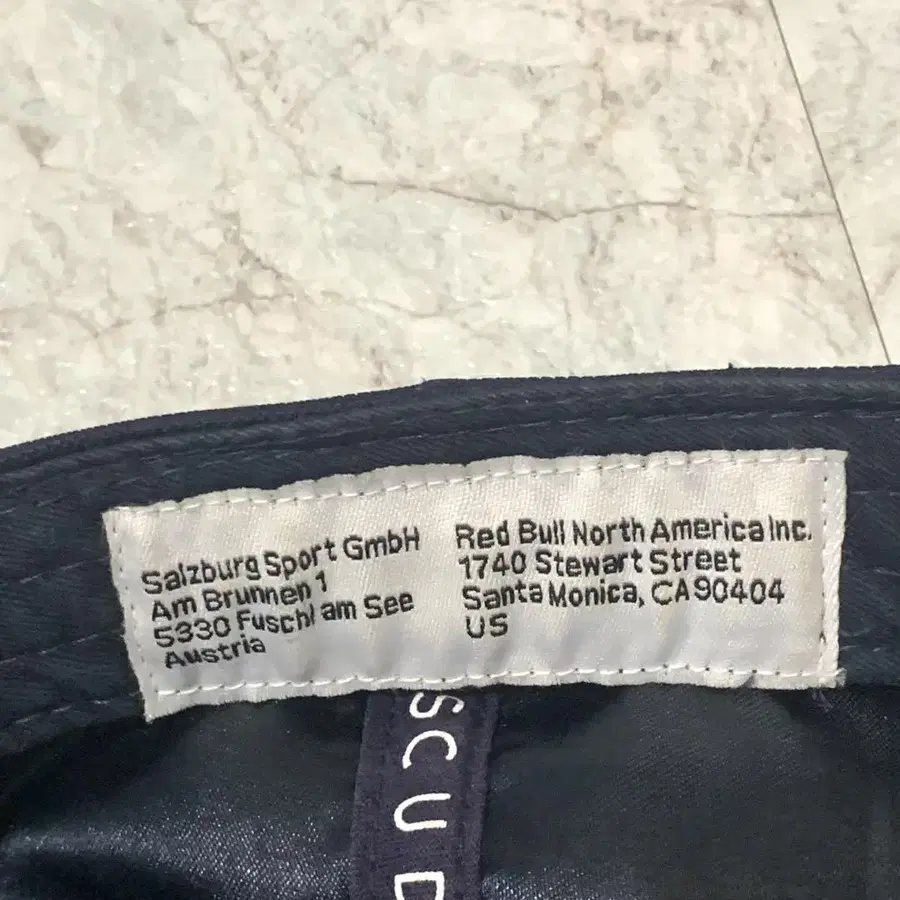 Salzburg Sport GmbH
Am Brunnen 1
5330 Fuschl am See
Austria
Red Bull North America Inc.
1740 Stewart Street
Santa Monica, CA 90404
US
SCUD